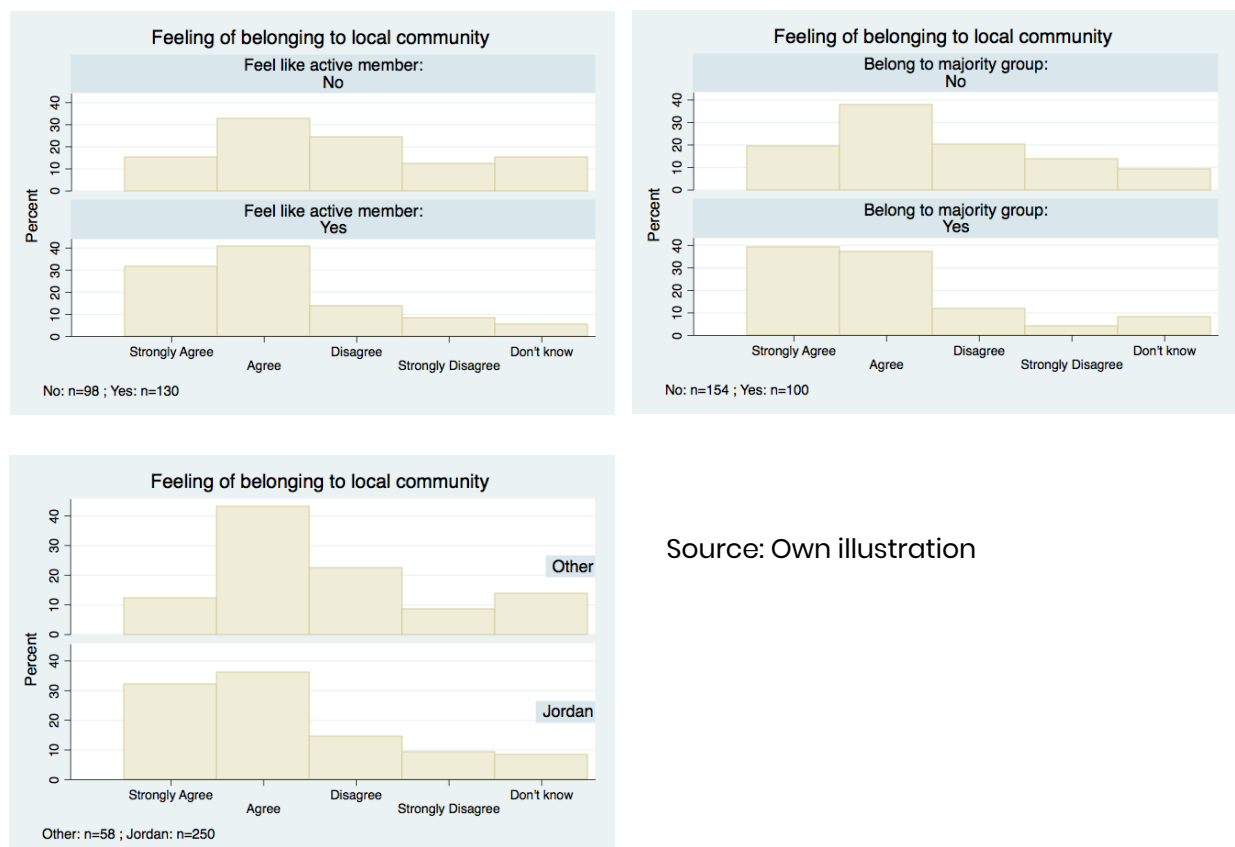 Feeling of belonging to local community
Feel like active member:
No
40
30
20
10
0
Percent
Feel like active member:
Yes
40
30
20
10
0
Strongly Agree
Agree
Disagree
Strongly Disagree
Don't know
No: n=98 ; Yes: n=130
Feeling of belonging to local community
Belong to majority group:
No
40
30
20
10
0
Percent
Belong to majority group:
Yes
40
30
20
10
0
Strongly Agree
Agree
Disagree
Strongly Disagree
Don't know
No: n=154 ; Yes: n=100
Feeling of belonging to local community
40
30
20
10
0
Other
Percent
40
30
20
10
0
Jordan
Strongly Agree
Agree
Disagree
Strongly Disagree
Don't know
Other: n=58 ; Jordan: n=250
Source: Own illustration